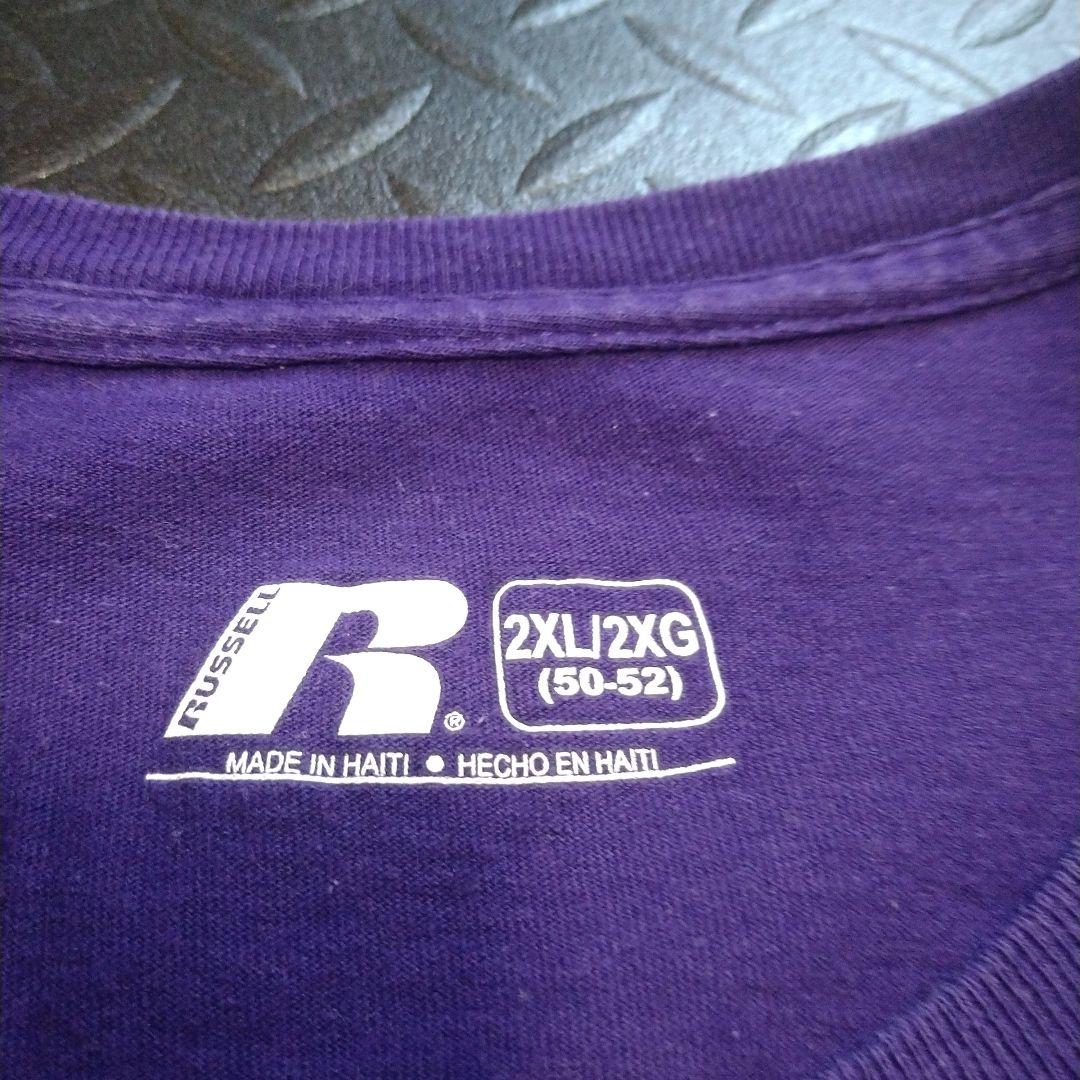 RUSSELL
R®
2XL/2XG
(50-52)
MADE IN HAITI • HECHO EN HAITI